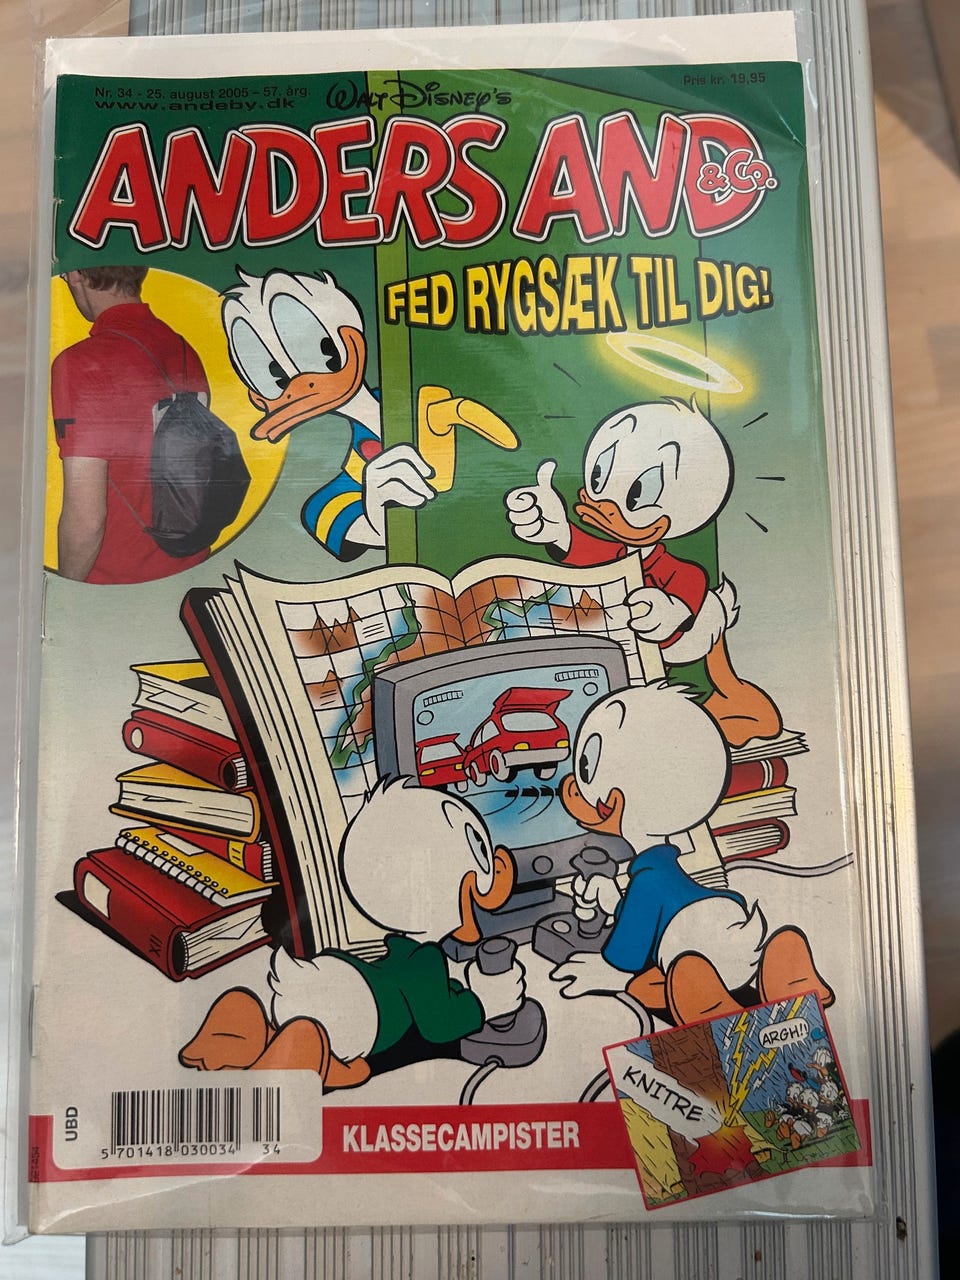 Nr. 34 - 25. august 2005 - 57. årg.
www.andeby.dk
Walt Disney's
Pris kr. 19,95
ANDERS AND
& Co.
FED RYGSÆK TIL DIG!
XII
ARGH!!
KNITRE
UBD
5 701418 030034 34
KLASSECAMPISTER